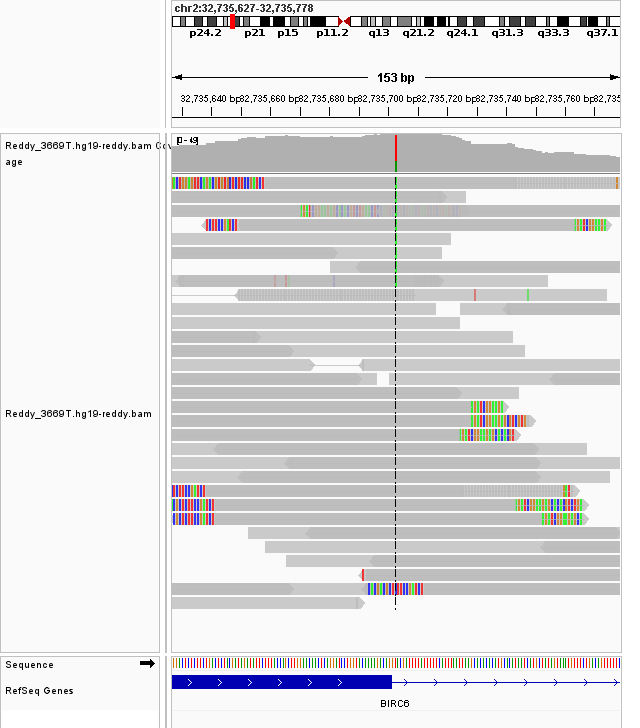 chr2:32,735,627-32,735,778
p24.2 p21 p15 p11.2 q13 q21.2 q24.1 q31.3 q33.3 q37.1
153 bp
32,735,640 bp 32,735,660 bp 32,735,680 bp 32,735,700 bp 32,735,720 bp 32,735,740 bp 32,735,760 bp 32,735
Reddy_3669T.hg19-reddy.bam Cov
age
Reddy_3669T.hg19-reddy.bam
Sequence
RefSeq Genes
BIRC6